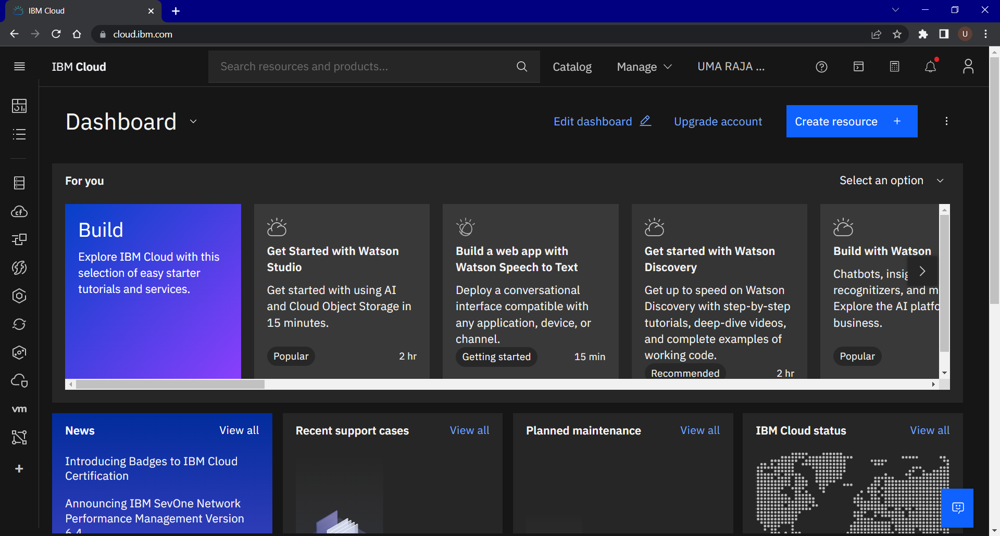 IBM Cloud
cloud.ibm.com
U
IBM Cloud
Search resources and products...
Catalog
Manage
UMA RAJA ...
Dashboard
Edit dashboard
Upgrade account
Create resource +
For you
Select an option
Build
Explore IBM Cloud with this
selection of easy starter
tutorials and services.
Get Started with Watson
Studio
Get started with using AI
and Cloud Object Storage in
15 minutes.
Popular
2 hr
Build a web app with
Watson Speech to Text
Deploy a conversational
interface compatible with
any application, device, or
channel.
Getting started
15 min
Get started with Watson
Discovery
Get up to speed on Watson
Discovery with step-by-step
tutorials, deep-dive videos,
and complete examples of
working code.
Recommended
2 hr
Build with Watson
Chatbots, insig
recognitizers, and m
Explore the AI platfo
business.
Popular
cf
vm
News
View all
Introducing Badges to IBM Cloud
Certification
Announcing IBM SevOne Network
Performance Management Version
6.4
Recent support cases
View all
Planned maintenance
View all
IBM Cloud status
View all